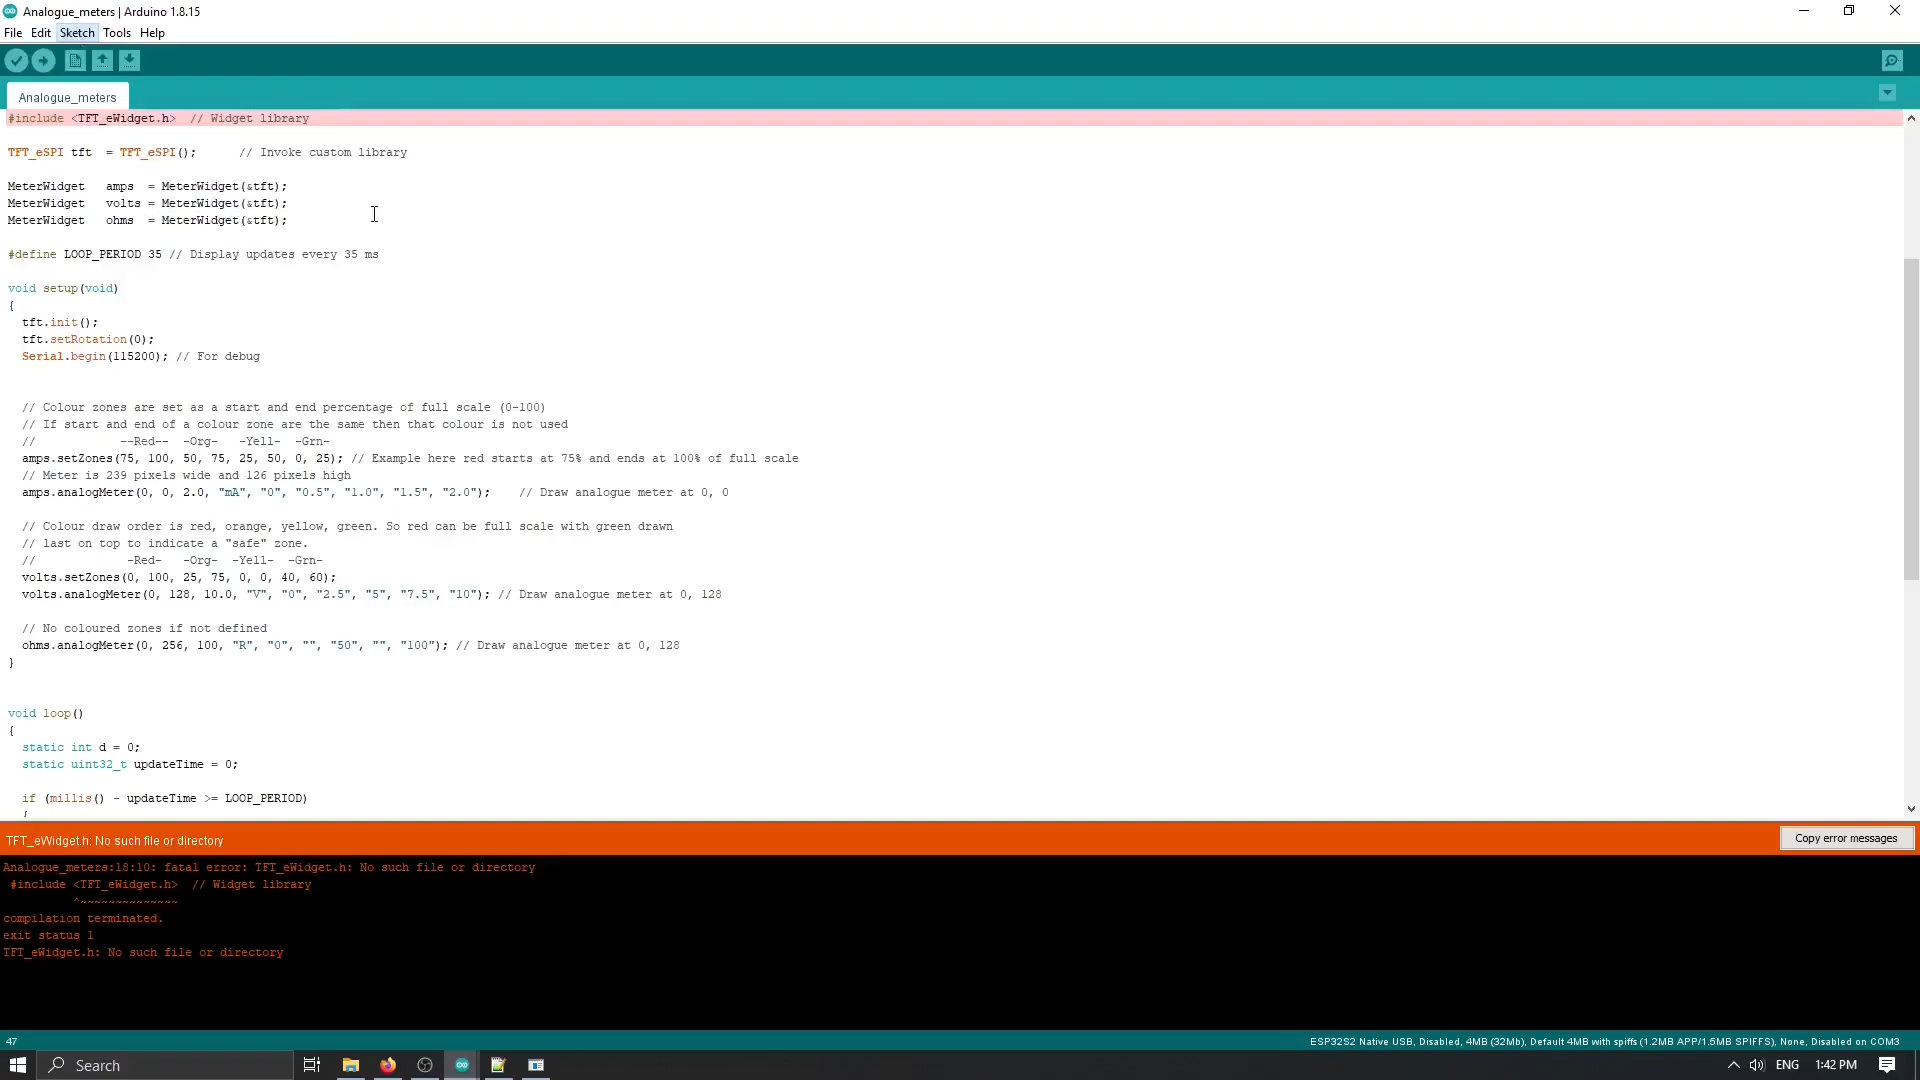 Analogue_meters | Arduino 1.8.15
File Edit Sketch Tools Help
Analogue_meters
#include <TFT_eWidget.h>  // Widget library
TFT_eSPI tft  = TFT_eSPI();      // Invoke custom library
MeterWidget   amps  = MeterWidget(&tft);
MeterWidget   volts = MeterWidget(&tft);
MeterWidget   ohms  = MeterWidget(&tft);
#define LOOP_PERIOD 35 // Display updates every 35 ms
void setup(void)
{
  tft.init();
  tft.setRotation(0);
  Serial.begin(115200); // For debug
  // Colour zones are set as a start and end percentage of full scale (0-100)
  // If start and end of a colour zone are the same then that colour is not used
  //            --Red--  -Org-   -Yell-  -Grn-
  amps.setZones(75, 100, 50, 75, 25, 50, 0, 25); // Example here red starts at 75% and ends at 100% of full scale
  // Meter is 239 pixels wide and 126 pixels high
  amps.analogMeter(0, 0, 2.0, "mA", "0", "0.5", "1.0", "1.5", "2.0");    // Draw analogue meter at 0, 0
  // Colour draw order is red, orange, yellow, green. So red can be full scale with green drawn
  // last on top to indicate a "safe" zone.
  //             -Red-   -Org-  -Yell-  -Grn-
  volts.setZones(0, 100, 25, 75, 0, 0, 40, 60);
  volts.analogMeter(0, 128, 10.0, "V", "0", "2.5", "5", "7.5", "10"); // Draw analogue meter at 0, 128
  // No coloured zones if not defined
  ohms.analogMeter(0, 256, 100, "R", "0", "", "50", "", "100"); // Draw analogue meter at 0, 128
}
void loop()
{
  static int d = 0;
  static uint32_t updateTime = 0;
  if (millis() - updateTime >= LOOP_PERIOD)
  {
TFT_eWidget.h: No such file or directory
Copy error messages
Analogue_meters:18:10: fatal error: TFT_eWidget.h: No such file or directory
 #include <TFT_eWidget.h>  // Widget library
          ^~~~~~~~~~~~~~~
compilation terminated.
exit status 1
TFT_eWidget.h: No such file or directory
47
ESP32S2 Native USB, Disabled, 4MB (32Mb), Default 4MB with spiffs (1.2MB APP/1.5MB SPIFFS), None, Disabled on COM3
Search
ENG
1:42 PM